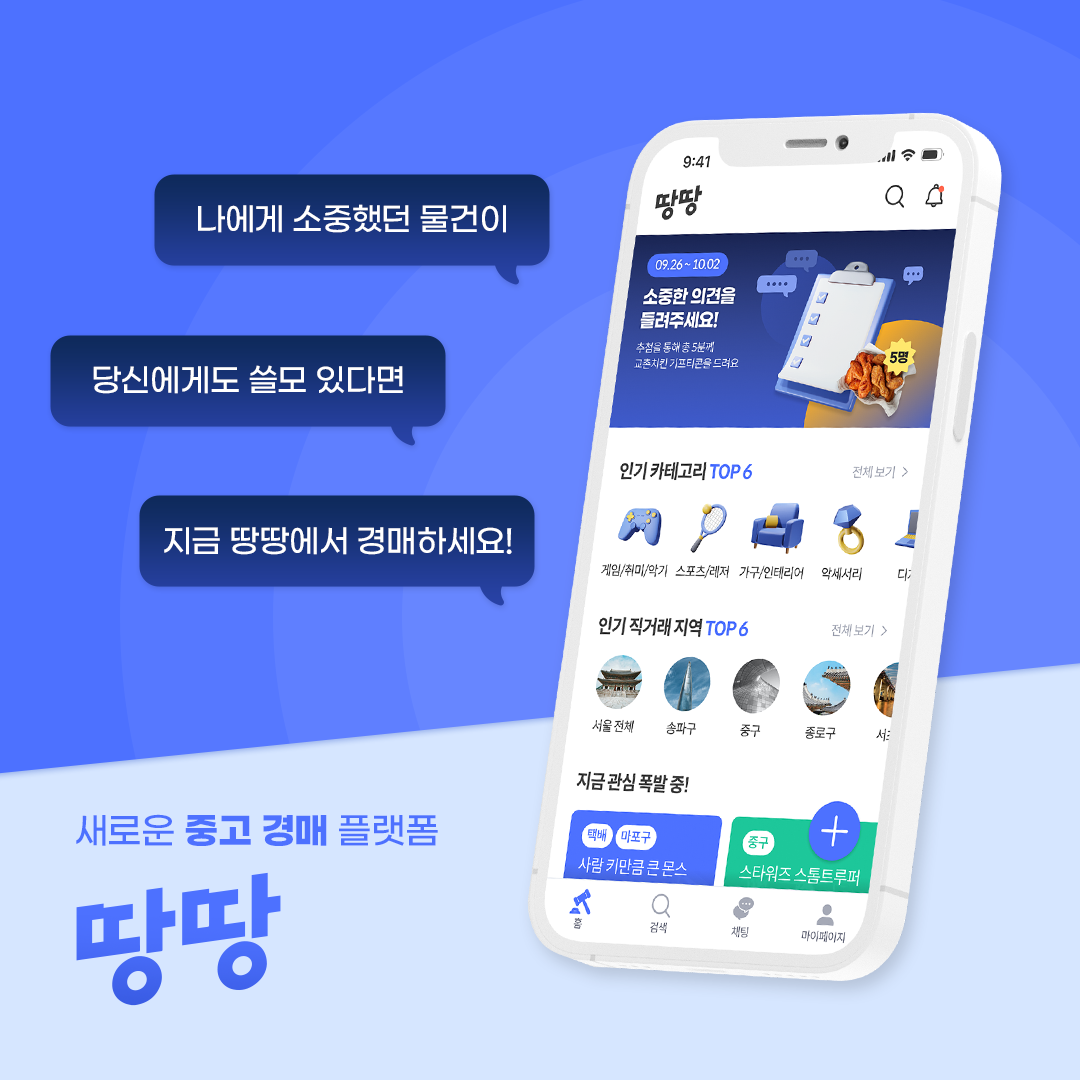 나에게 소중했던 물건이
당신에게도 쓸모 있다면
지금 땅땅에서 경매하세요!
새로운 중고 경매 플랫폼
땅땅
9:41
땅땅
09.26 ~ 10.02
소중한 의견을
들려주세요!
추첨을 통해 총 5분께
교촌치킨 기프티콘을 드려요
5명
인기 카테고리 TOP 6
전체 보기 >
게임/취미/악기
스포츠/레저
가구/인테리어
악세서리
디
인기 직거래 지역 TOP 6
전체 보기 >
서울 전체
송파구
중구
종로구
서
지금 관심 폭발 중!
택배
마포구
사람 키만큼 큰 몬스
중구
스타워즈 스톰트루퍼
홈
검색
채팅
마이페이지